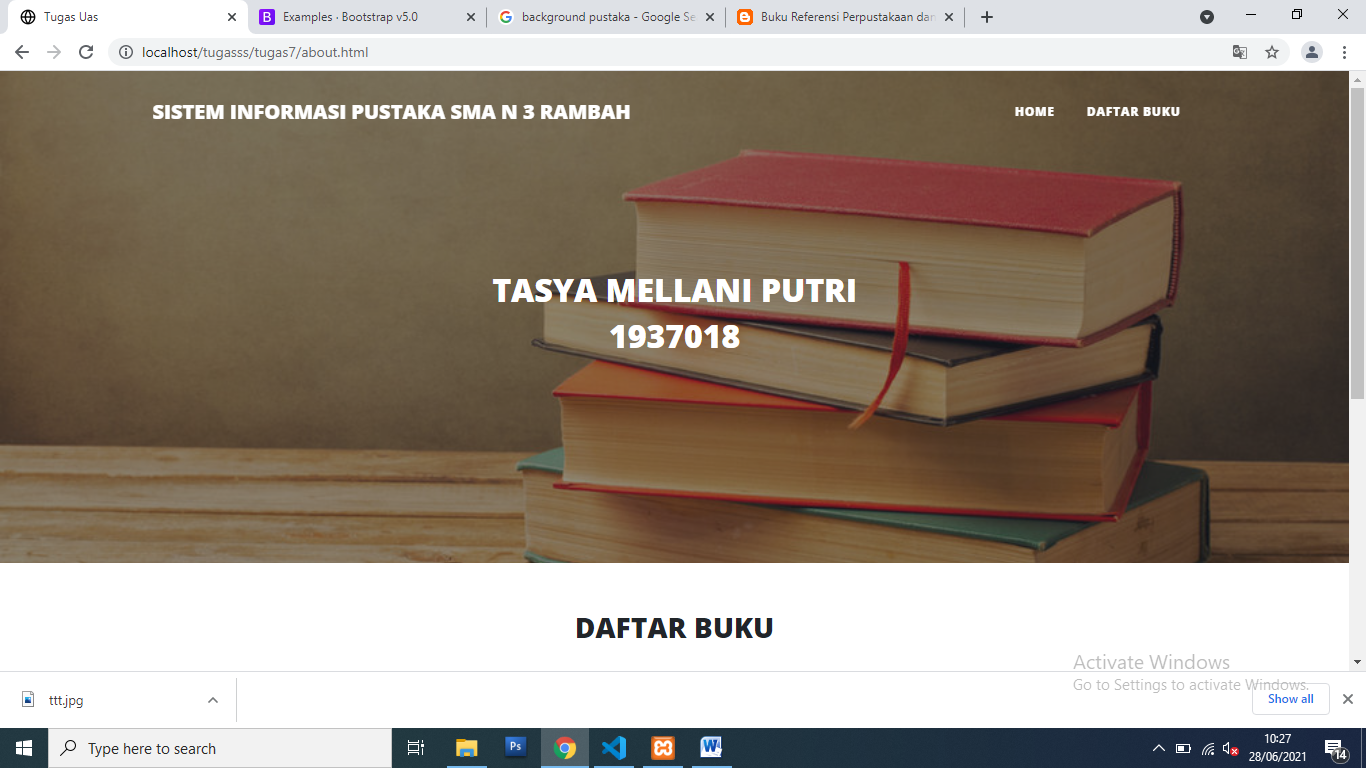 Tugas Uas
Examples · Bootstrap v5.0
background pustaka - Google Se
Buku Referensi Perpustakaan dan
localhost/tugasss/tugas7/about.html
SISTEM INFORMASI PUSTAKA SMA N 3 RAMBAH
HOME
DAFTAR BUKU
TASYA MELLANI PUTRI
1937018
DAFTAR BUKU
Activate Windows
Go to Settings to activate Windows.
ttt.jpg
Show all
Type here to search
Ps
10:27
28/06/2021
14